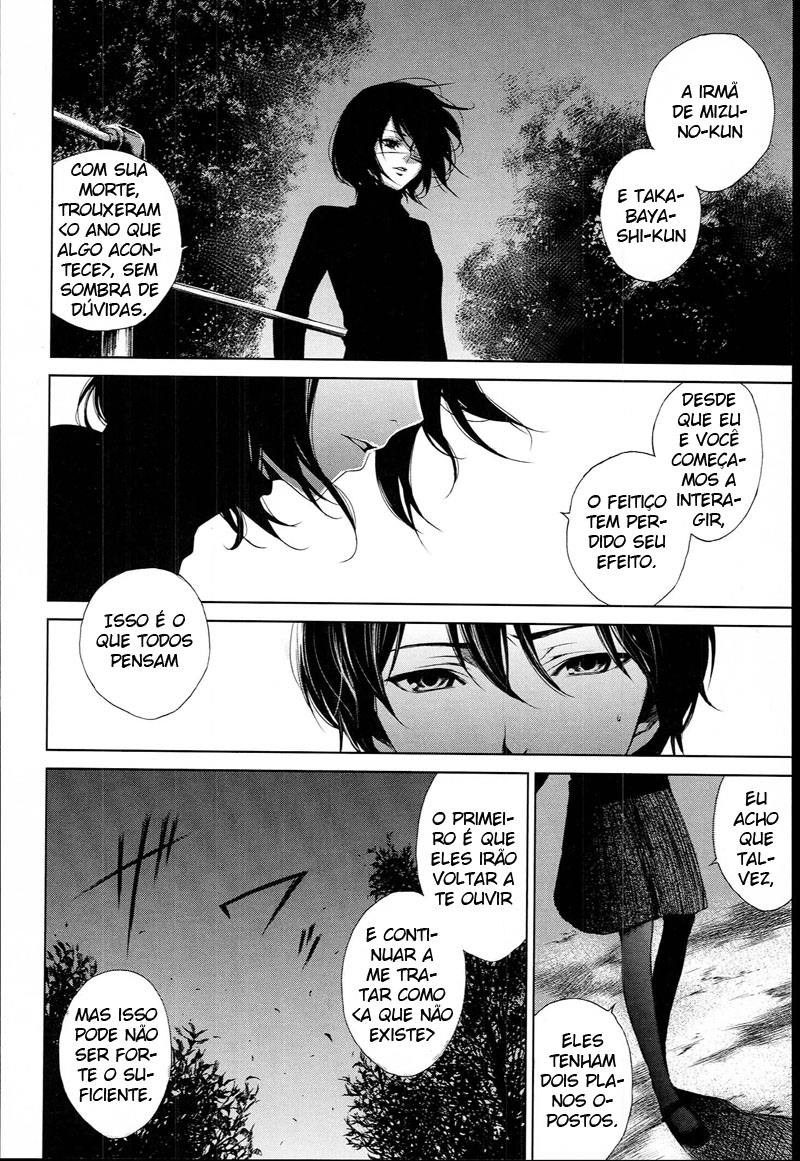 A IRMÃ
DE MIZU-
NO-KUN
E TAKA-
BAYA-
SHI-KUN
COM SUA
MORTE,
TROUXERAM
<O ANO QUE
ALGO ACON-
TECE>, SEM
SOMBRA DE
DÚVIDAS.
DESDE
QUE EU
E VOCÊ
COMEÇA-
MOS A
INTERA-
GIR,
O FEITIÇO
TEM PER-
DIDO SEU
EFEITO.
ISSO É O
QUE TODOS
PENSAM
EU
ACHO
QUE
TAL-
VEZ,
ELES
TENHAM
DOIS PLA-
NOS O-
POSTOS.
O PRIMEI-
RO É QUE
ELES IRÃO
VOLTAR A
TE OUVIR
E CONTI-
NUAR A
ME TRA-
TAR COMO
<A QUE NÃO
EXISTE>
MAS ISSO
PODE NÃO
SER FOR-
TE O SU-
FICIENTE.